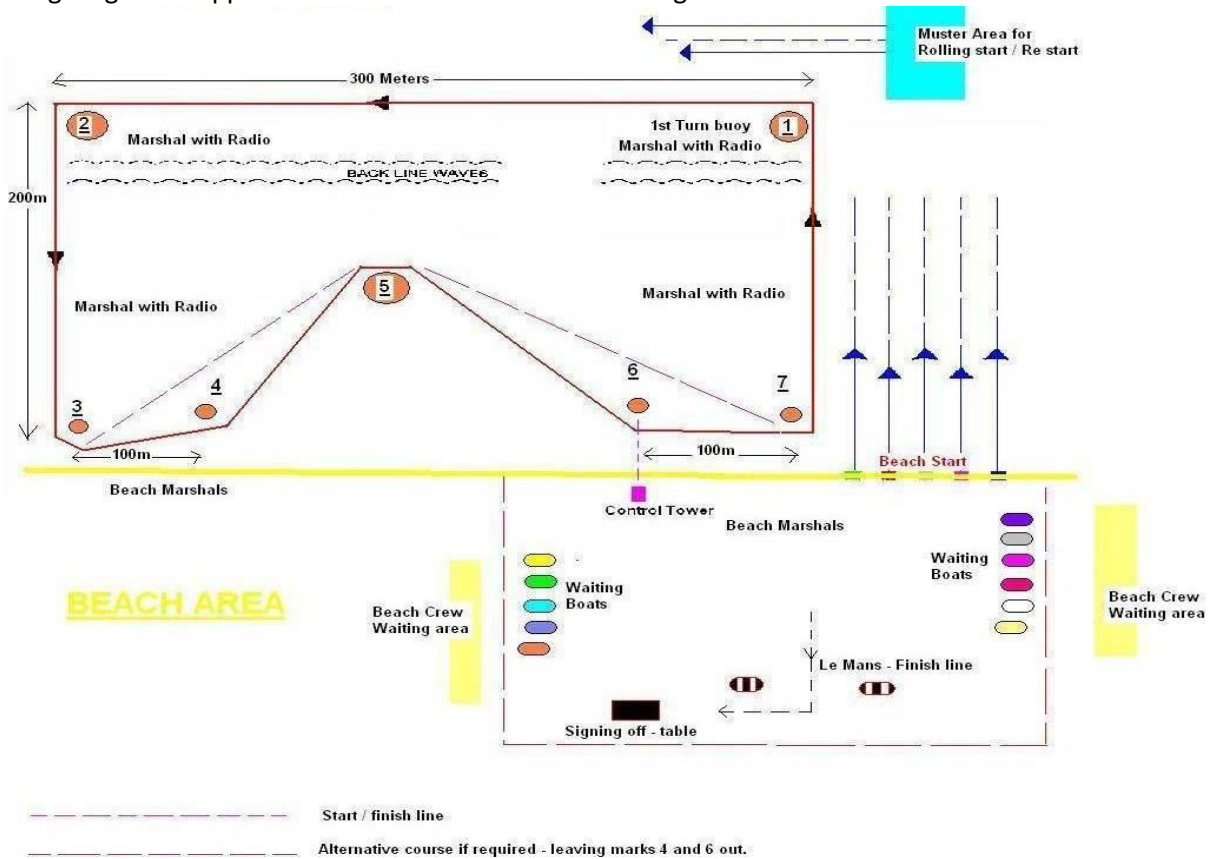 Muster Area for
Rolling start / Re start
300 Meters
2
Marshal with Radio
1st Turn buoy
Marshal with Radio
1
BACK LINE WAVES
200m
5
Marshal with Radio
Marshal with Radio
3
4
6
7
100m
100m
Beach Start
Beach Marshals
Control Tower
Beach Marshals
BEACH AREA
Waiting
Boats
Beach Crew
Waiting area
Waiting
Boats
Beach Crew
Waiting area
Le Mans - Finish line
Signing off - table
Start / finish line
Alternative course if required - leaving marks 4 and 6 out.